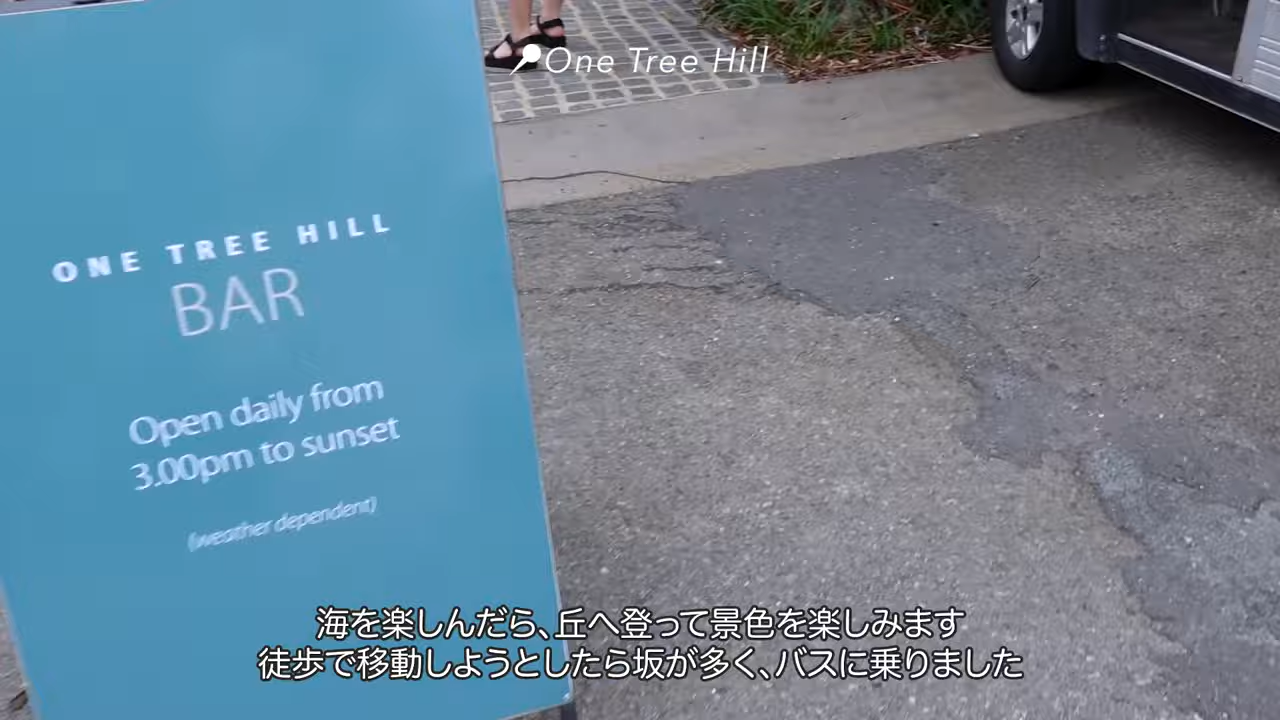 One Tree Hill
ONE TREE HILL
BAR
Open daily from
3.00pm to sunset
(weather dependent)
海を楽しんだら、丘へ登って景色を楽しみます
徒歩で移動しようとしたら坂が多く、バスに乗りました